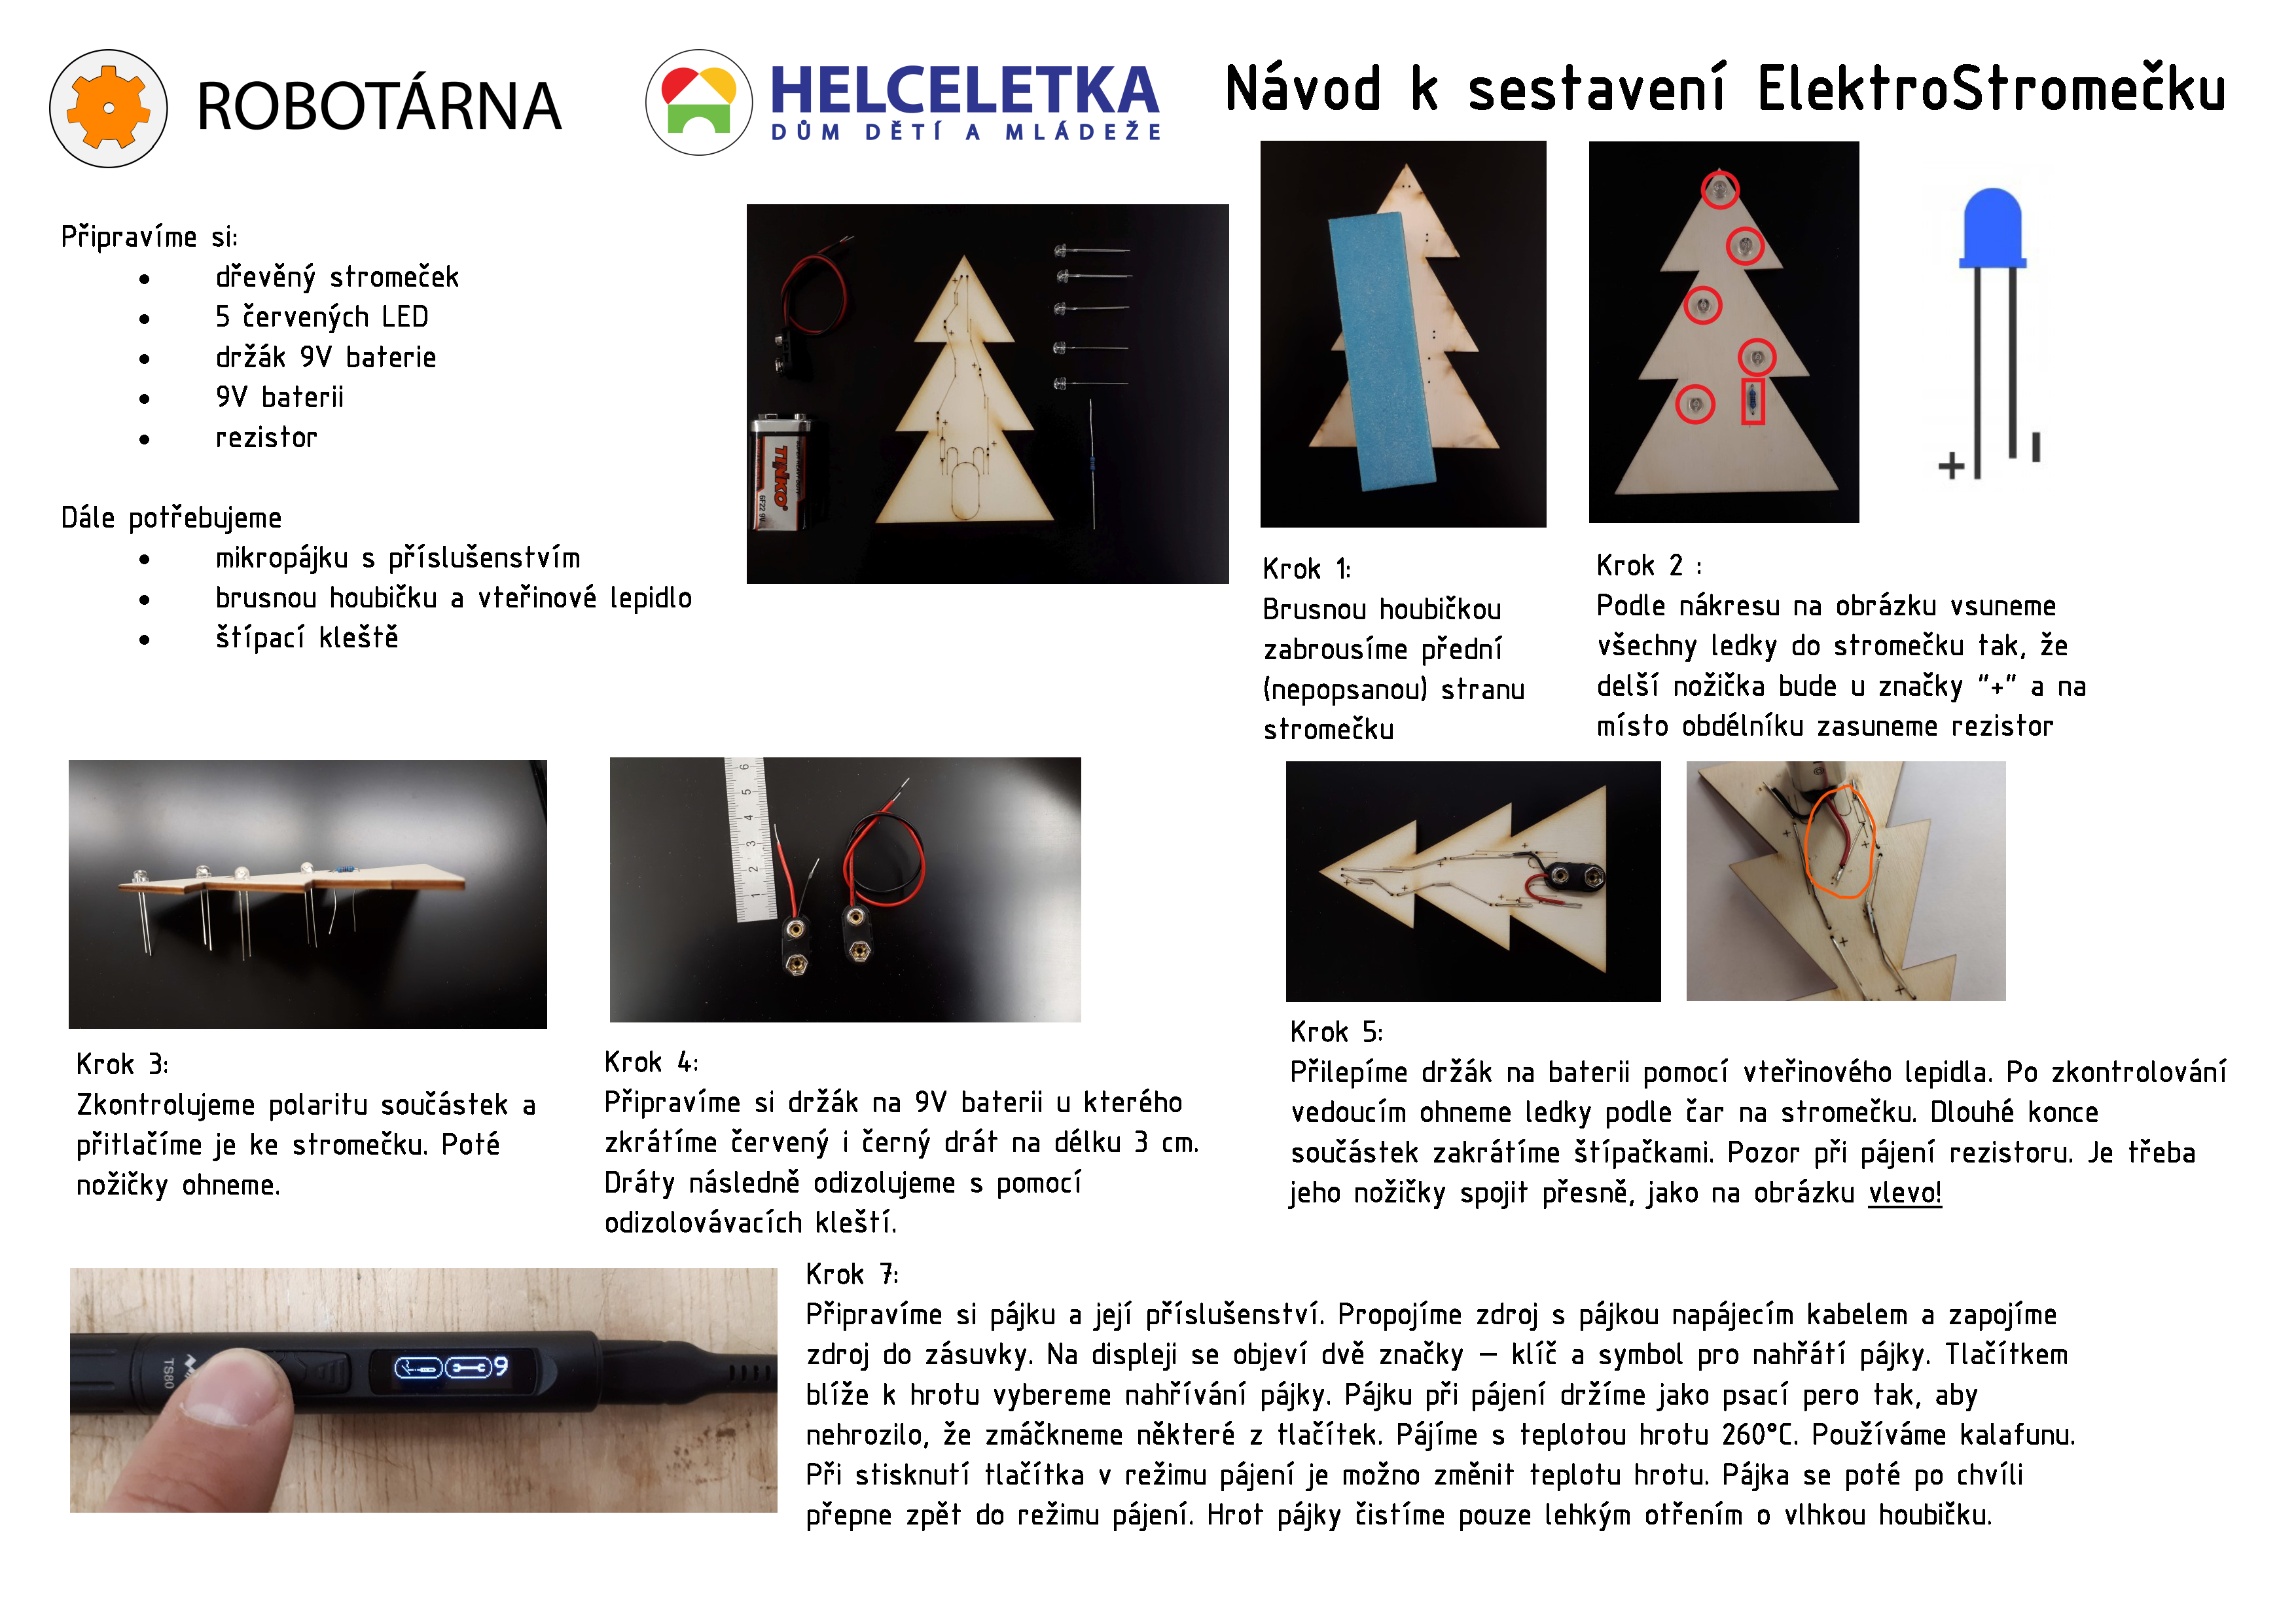 ROBOTÁRNA
HELCELETKA
DŮM DĚTÍ A MLÁDEŽE
Návod k sestavení ElektroStromečku
Připravíme si:
• dřevěný stromeček
• 5 červených LED
• držák 9V baterie
• 9V baterii
• rezistor
Dále potřebujeme
• mikropájku s příslušenstvím
• brusnou houbičku a vteřinové lepidlo
• štípací kleště
TINKO
6F22 9V
+ -
Krok 1:
Brusnou houbičkou
zabrousíme přední
(nepopsanou) stranu
stromečku
Krok 2 :
Podle nákresu na obrázku vsuneme
všechny ledky do stromečku tak, že
delší nožička bude u značky "+" a na
místo obdélníku zasuneme rezistor
Krok 3:
Zkontrolujeme polaritu součástek a
přitlačíme je ke stromečku. Poté
nožičky ohneme.
6
5
4
3
2
1
Krok 4:
Připravíme si držák na 9V baterii u kterého
zkrátíme červený i černý drát na délku 3 cm.
Dráty následně odizolujeme s pomocí
odizolovávacích kleští.
Krok 5:
Přilepíme držák na baterii pomocí vteřinového lepidla. Po zkontrolování
vedoucím ohneme ledky podle čar na stromečku. Dlouhé konce
součástek zakrátíme štípačkami. Pozor při pájení rezistoru. Je třeba
jeho nožičky spojit přesně, jako na obrázku vlevo!
TS80
9
Krok 7:
Připravíme si pájku a její příslušenství. Propojíme zdroj s pájkou napájecím kabelem a zapojíme
zdroj do zásuvky. Na displeji se objeví dvě značky – klíč a symbol pro nahřátí pájky. Tlačítkem
blíže k hrotu vybereme nahřívání pájky. Pájku při pájení držíme jako psací pero tak, aby
nehrozilo, že zmáčkneme některé z tlačítek. Pájíme s teplotou hrotu 260°C. Používáme kalafunu.
Při stisknutí tlačítka v režimu pájení je možno změnit teplotu hrotu. Pájka se poté po chvíli
přepne zpět do režimu pájení. Hrot pájky čistíme pouze lehkým otřením o vlhkou houbičku.